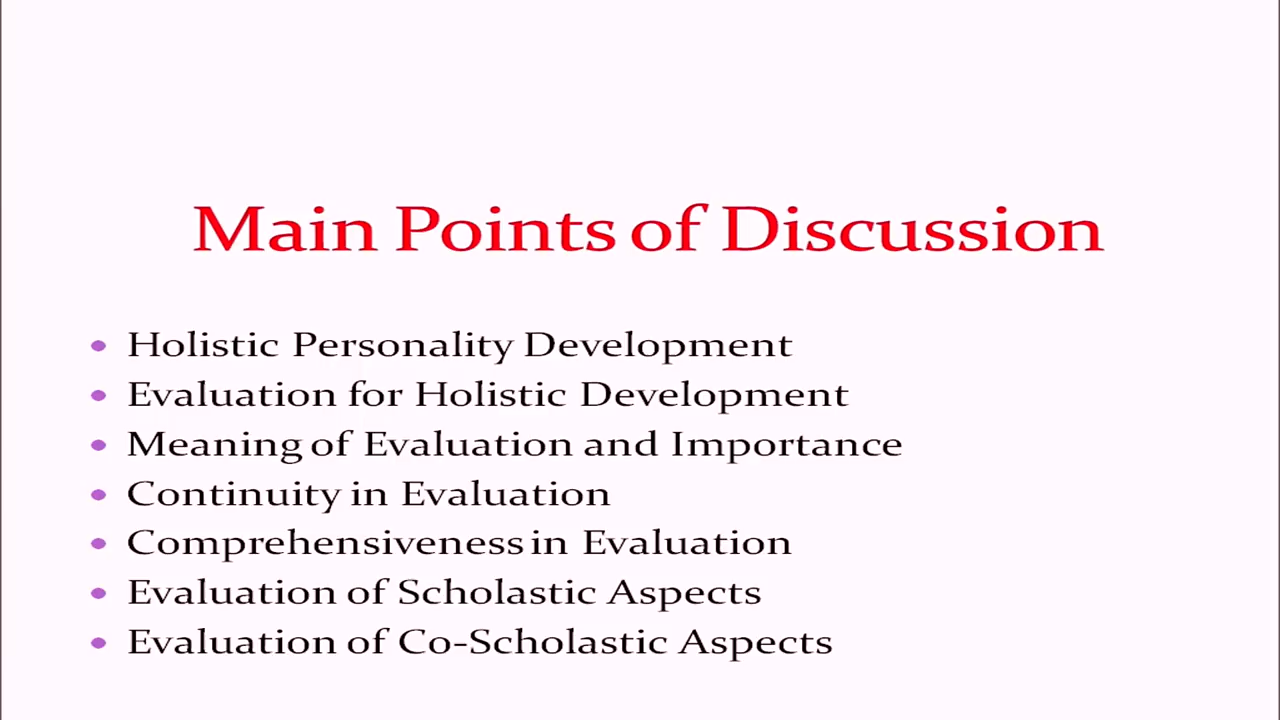 Main Points of Discussion
• Holistic Personality Development
• Evaluation for Holistic Development
• Meaning of Evaluation and Importance
• Continuity in Evaluation
• Comprehensiveness in Evaluation
• Evaluation of Scholastic Aspects
• Evaluation of Co-Scholastic Aspects